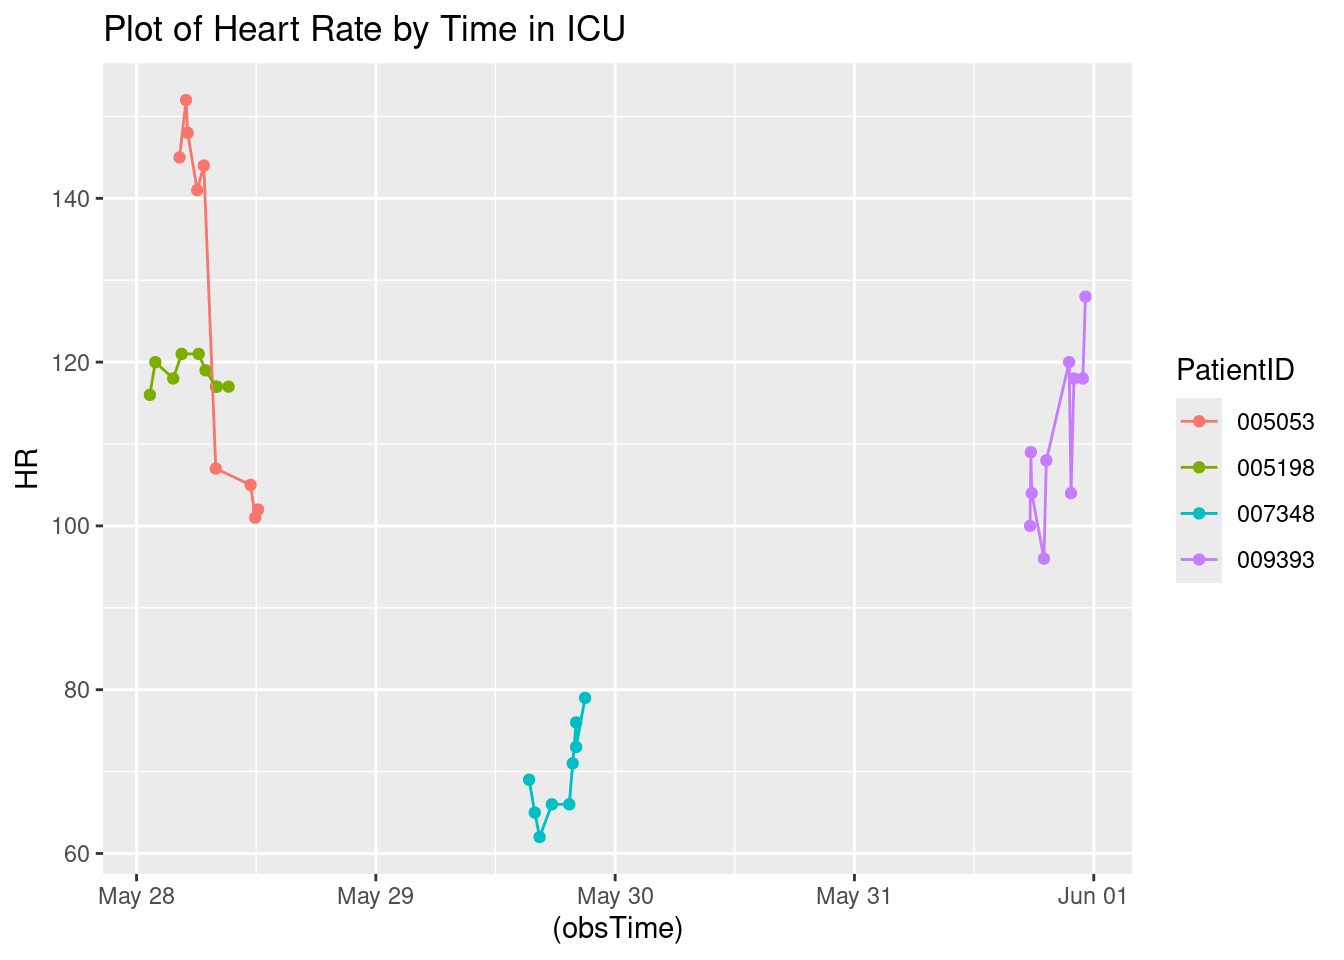 Plot of Heart Rate by Time in ICU
HR
140
120
100
80
60
May 28
May 29
May 30
May 31
Jun 01
(obsTime)
PatientID
005053
005198
007348
009393